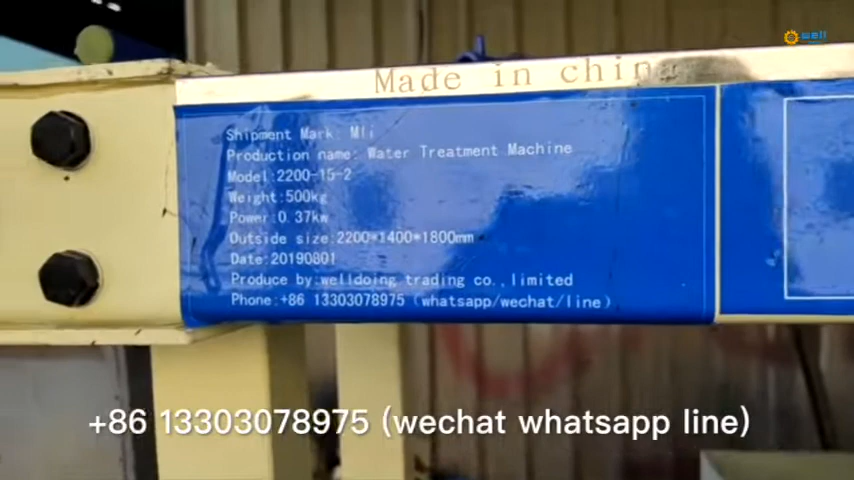 well
Made in china
Shipment Mark: Mli
Production name: Water Treatment Machine
Model:2200-15-2
Weight:500kg
Power:0.37kw
Outside size:2200*1400*1800mm
Date:20190801
Produce by:welldoing trading co.,limited
Phone:+86 13303078975 (whatsapp/wechat/line)
+86 13303078975 (wechat whatsapp line)